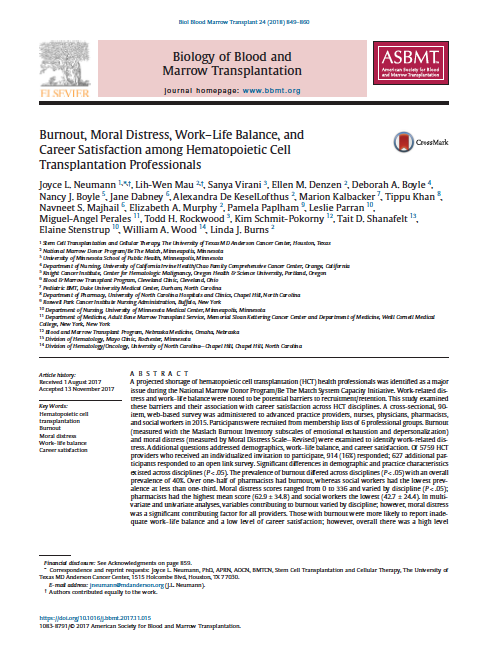 Biol Blood Marrow Transplant 24 (2018) 849–860
Biology of Blood and
Marrow Transplantation
journal homepage: www.bbmt.org
ELSEVIER
ASBMT™
American Society for Blood
and Marrow Transplantation
Burnout, Moral Distress, Work–Life Balance, and
Career Satisfaction among Hematopoietic Cell
Transplantation Professionals
CrossMark
Joyce L. Neumann 1,*,†, Lih-Wen Mau 2,†, Sanya Virani 3, Ellen M. Denzen 2, Deborah A. Boyle 4,
Nancy J. Boyle 5, Jane Dabney 6, Alexandra De KeselLofthus 2, Marion Kalbacker 7, Tippu Khan 8,
Navneet S. Majhail 6, Elizabeth A. Murphy 2, Pamela Paplham 9, Leslie Parran 10,
Miguel-Angel Perales 11, Todd H. Rockwood 3, Kim Schmit-Pokorny 12, Tait D. Shanafelt 13,
Elaine Stenstrup 10, William A. Wood 14, Linda J. Burns 2
1 Stem Cell Transplantation and Cellular Therapy, The University of Texas MD Anderson Cancer Center, Houston, Texas
2 National Marrow Donor Program/Be The Match, Minneapolis, Minnesota
3 University of Minnesota School of Public Health, Minneapolis, Minnesota
4 Department of Nursing, University of California Irvine Health/Chao Family Comprehensive Cancer Center, Orange, California
5 Knight Cancer Institute, Center for Hematologic Malignancy, Oregon Health & Science University, Portland, Oregon
6 Blood & Marrow Transplant Program, Cleveland Clinic, Cleveland, Ohio
7 Pediatric BMT, Duke University Medical Center, Durham, North Carolina
8 Department of Pharmacy, University of North Carolina Hospitals and Clinics, Chapel Hill, North Carolina
9 Roswell Park Cancer Institute Nursing Administration, Buffalo, New York
10 Department of Nursing, University of Minnesota Medical Center, Minneapolis, Minnesota
11 Department of Medicine, Adult Bone Marrow Transplant Service, Memorial Sloan Kettering Cancer Center and Department of Medicine, Weill Cornell Medical
College, New York, New York
12 Blood and Marrow Transplant Program, Nebraska Medicine, Omaha, Nebraska
13 Division of Hematology, Mayo Clinic, Rochester, Minnesota
14 Division of Hematology/Oncology, University of North Carolina–Chapel Hill, Chapel Hill, North Carolina
Article history:
Received 1 August 2017
Accepted 13 November 2017
Key Words:
Hematopoietic cell
transplantation
Burnout
Moral distress
Work–life balance
Career satisfaction
A B S T R A C T
A projected shortage of hematopoietic cell transplantation (HCT) health professionals was identified as a major
issue during the National Marrow Donor Program/Be The Match System Capacity Initiative. Work-related dis-
tress and work–life balance were noted to be potential barriers to recruitment/retention. This study examined
these barriers and their association with career satisfaction across HCT disciplines. A cross-sectional, 90-
item, web-based survey was administered to advanced practice providers, nurses, physicians, pharmacists,
and social workers in 2015. Participants were recruited from membership lists of 6 professional groups. Burnout
(measured with the Maslach Burnout Inventory subscales of emotional exhaustion and depersonalization)
and moral distress (measured by Moral Distress Scale–Revised) were examined to identify work-related dis-
tress. Additional questions addressed demographics, work–life balance, and career satisfaction. Of 5759 HCT
providers who received an individualized invitation to participate, 914 (16%) responded; 627 additional par-
ticipants responded to an open link survey. Significant differences in demographic and practice characteristics
existed across disciplines (P < .05). The prevalence of burnout differed across disciplines (P < .05) with an overall
prevalence of 40%. Over one-half of pharmacists had burnout, whereas social workers had the lowest prev-
alence at less than one-third. Moral distress scores ranged from 0 to 336 and varied by discipline (P < .05);
pharmacists had the highest mean score (62.9 ± 34.8) and social workers the lowest (42.7 ± 24.4). In multi-
variate and univariate analyses, variables contributing to burnout varied by discipline; however, moral distress
was a significant contributing factor for all providers. Those with burnout were more likely to report inade-
quate work–life balance and a low level of career satisfaction; however, overall there was a high level
Financial disclosure: See Acknowledgments on page 859.
* Correspondence and reprint requests: Joyce L. Neumann, PhD, APRN, AOCN, BMTCN, Stem Cell Transplantation and Cellular Therapy, The University of
Texas MD Anderson Cancer Center, 1515 Holcombe Blvd, Houston, TX 77030.
E-mail address: jneumann@mdanderson.org (J.L. Neumann).
† Authors contributed equally to the work.
https://doi.org/10.1016/j.bbmt.2017.11.015
1083-8791/© 2017 American Society for Blood and Marrow Transplantation.